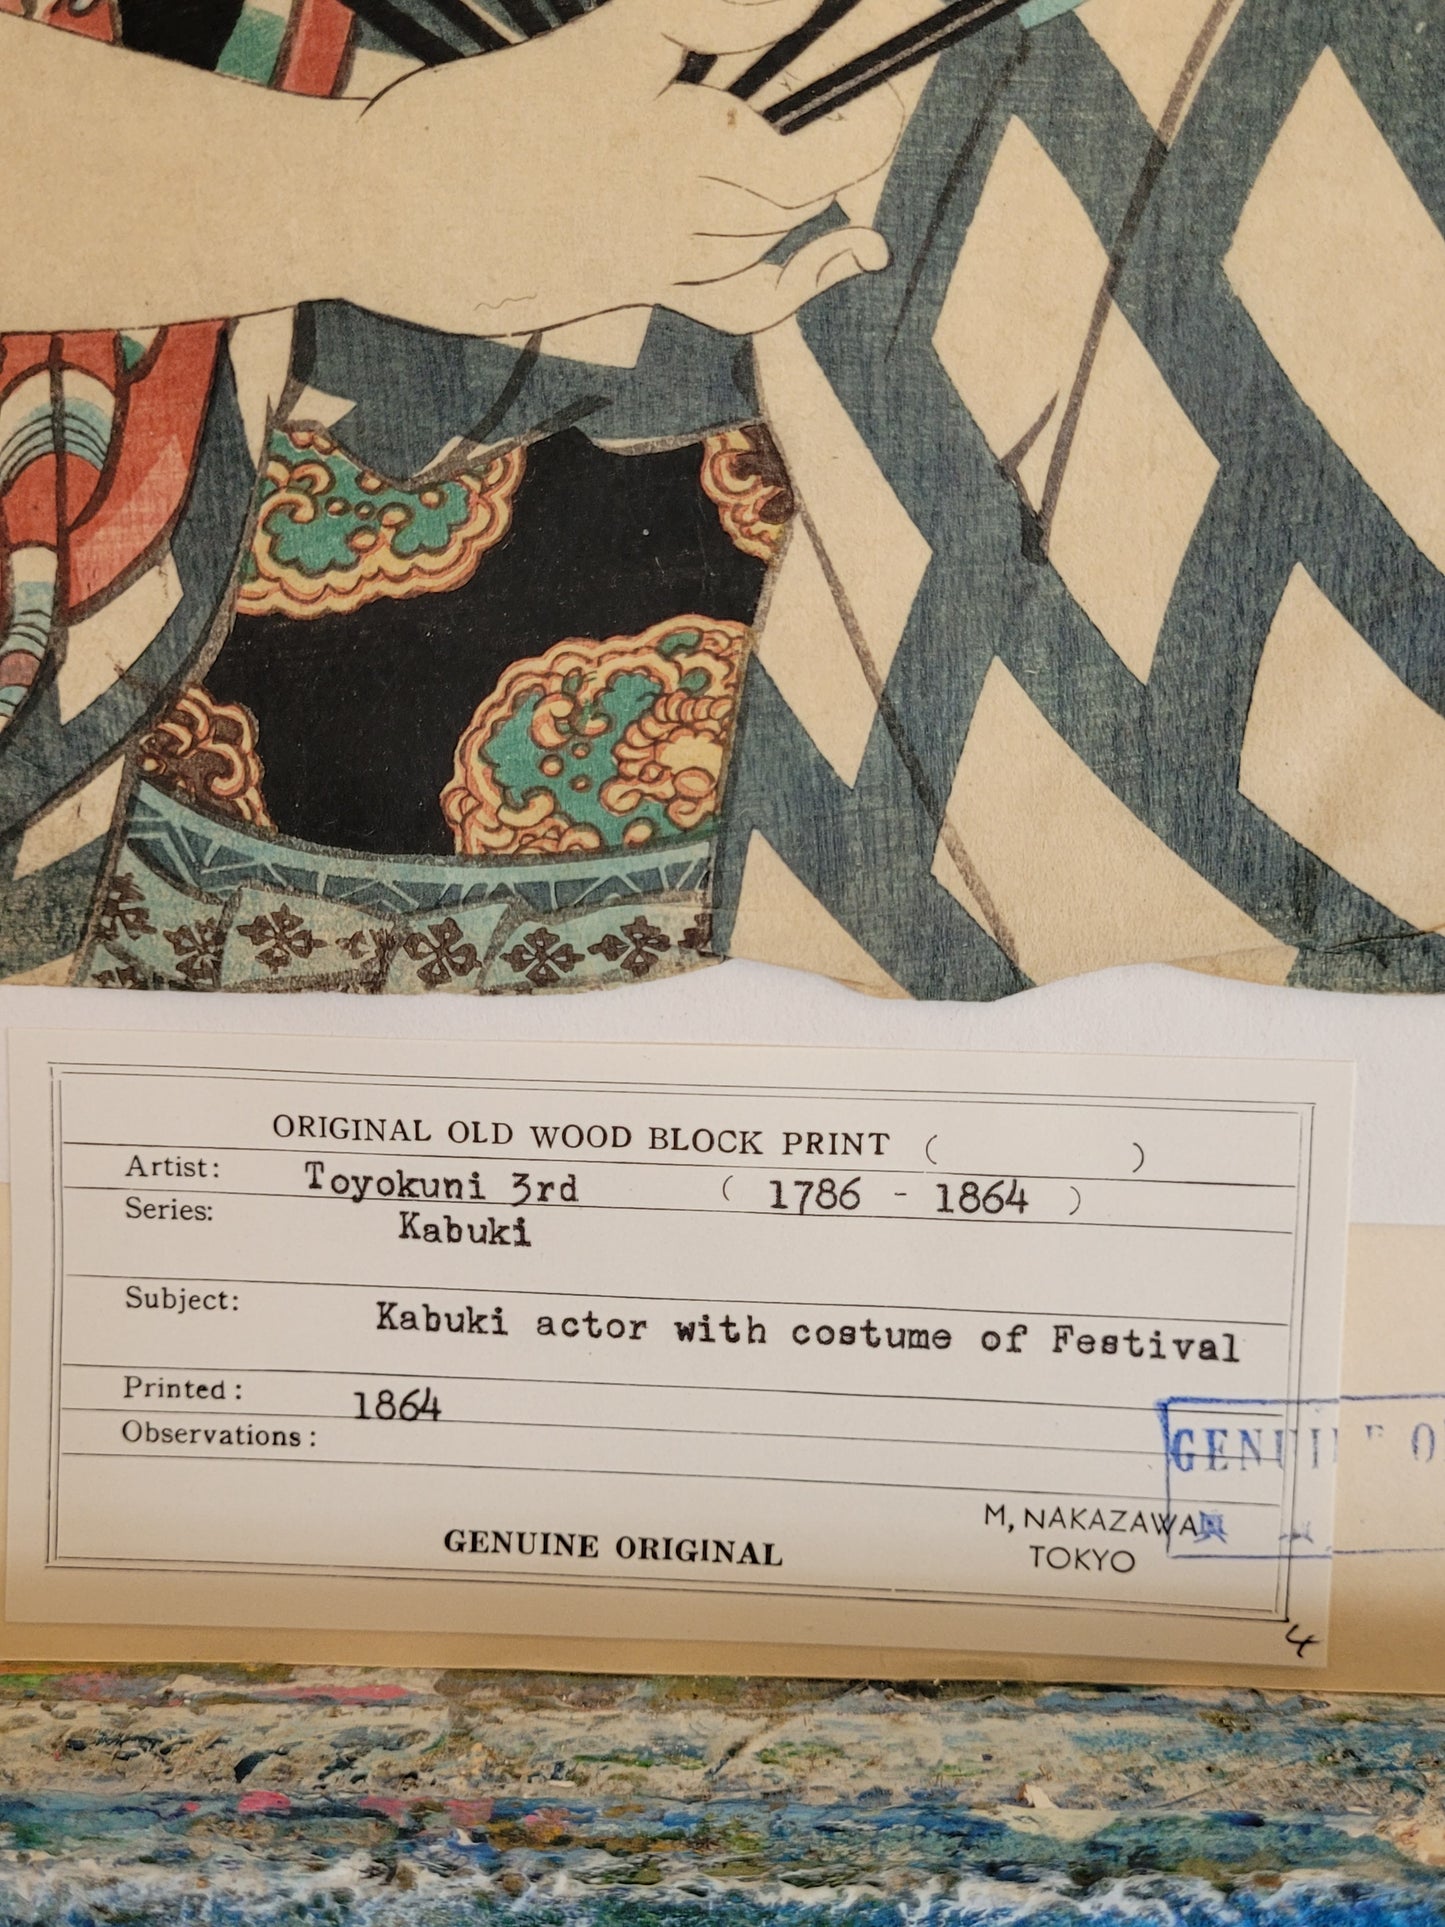 ORIGINAL OLD WOOD BLOCK PRINT ( )
Artist: Toyokuni 3rd ( 1786 - 1864 )
Series: Kabuki
Subject: Kabuki actor with costume of Festival
Printed: 1864
Observations:
GENUINE O
M, NAKAZAWA
TOKYO
GENUINE ORIGINAL
4